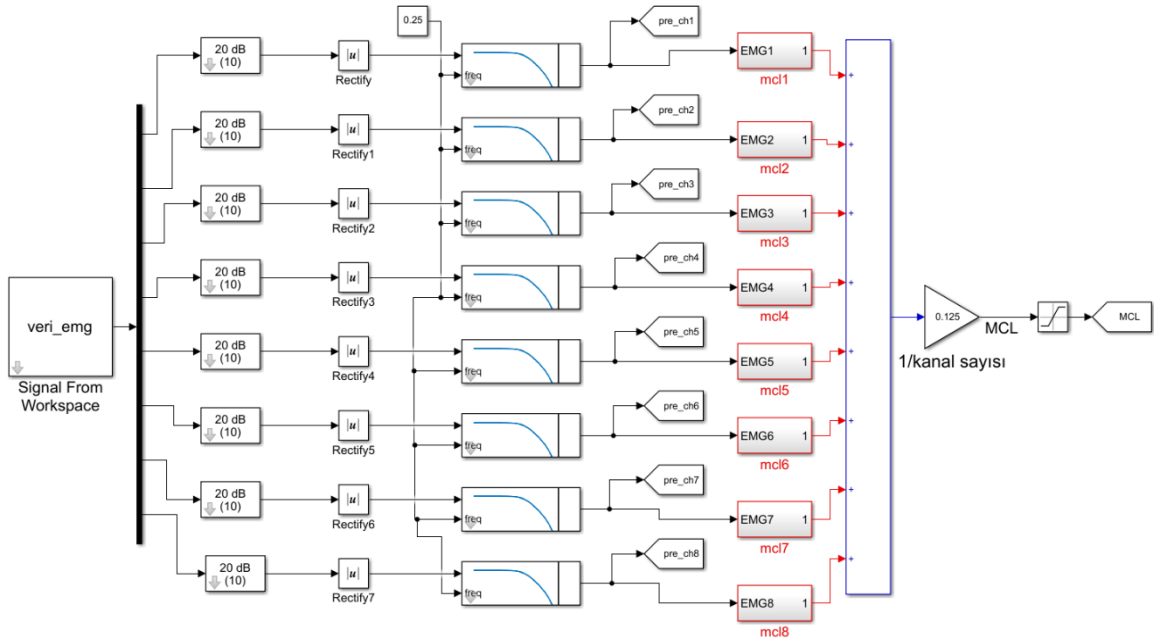 0.25
pre_ch1
20 dB
(10)
|u|
Rectify
freq
EMG1 1
mcl1
+
pre_ch2
20 dB
(10)
|u|
Rectify1
freq
EMG2 1
mcl2
+
pre_ch3
20 dB
(10)
|u|
Rectify2
freq
EMG3 1
mcl3
+
pre_ch4
20 dB
(10)
|u|
Rectify3
freq
EMG4 1
mcl4
+
veri_emg
Signal From
Workspace
0.125
MCL
MCL
1/kanal sayısı
pre_ch5
20 dB
(10)
|u|
Rectify4
freq
EMG5 1
mcl5
+
pre_ch6
20 dB
(10)
|u|
Rectify5
freq
EMG6 1
mcl6
+
pre_ch7
20 dB
(10)
|u|
Rectify6
freq
EMG7 1
mcl7
+
pre_ch8
20 dB
(10)
|u|
Rectify7
freq
EMG8 1
mcl8
+